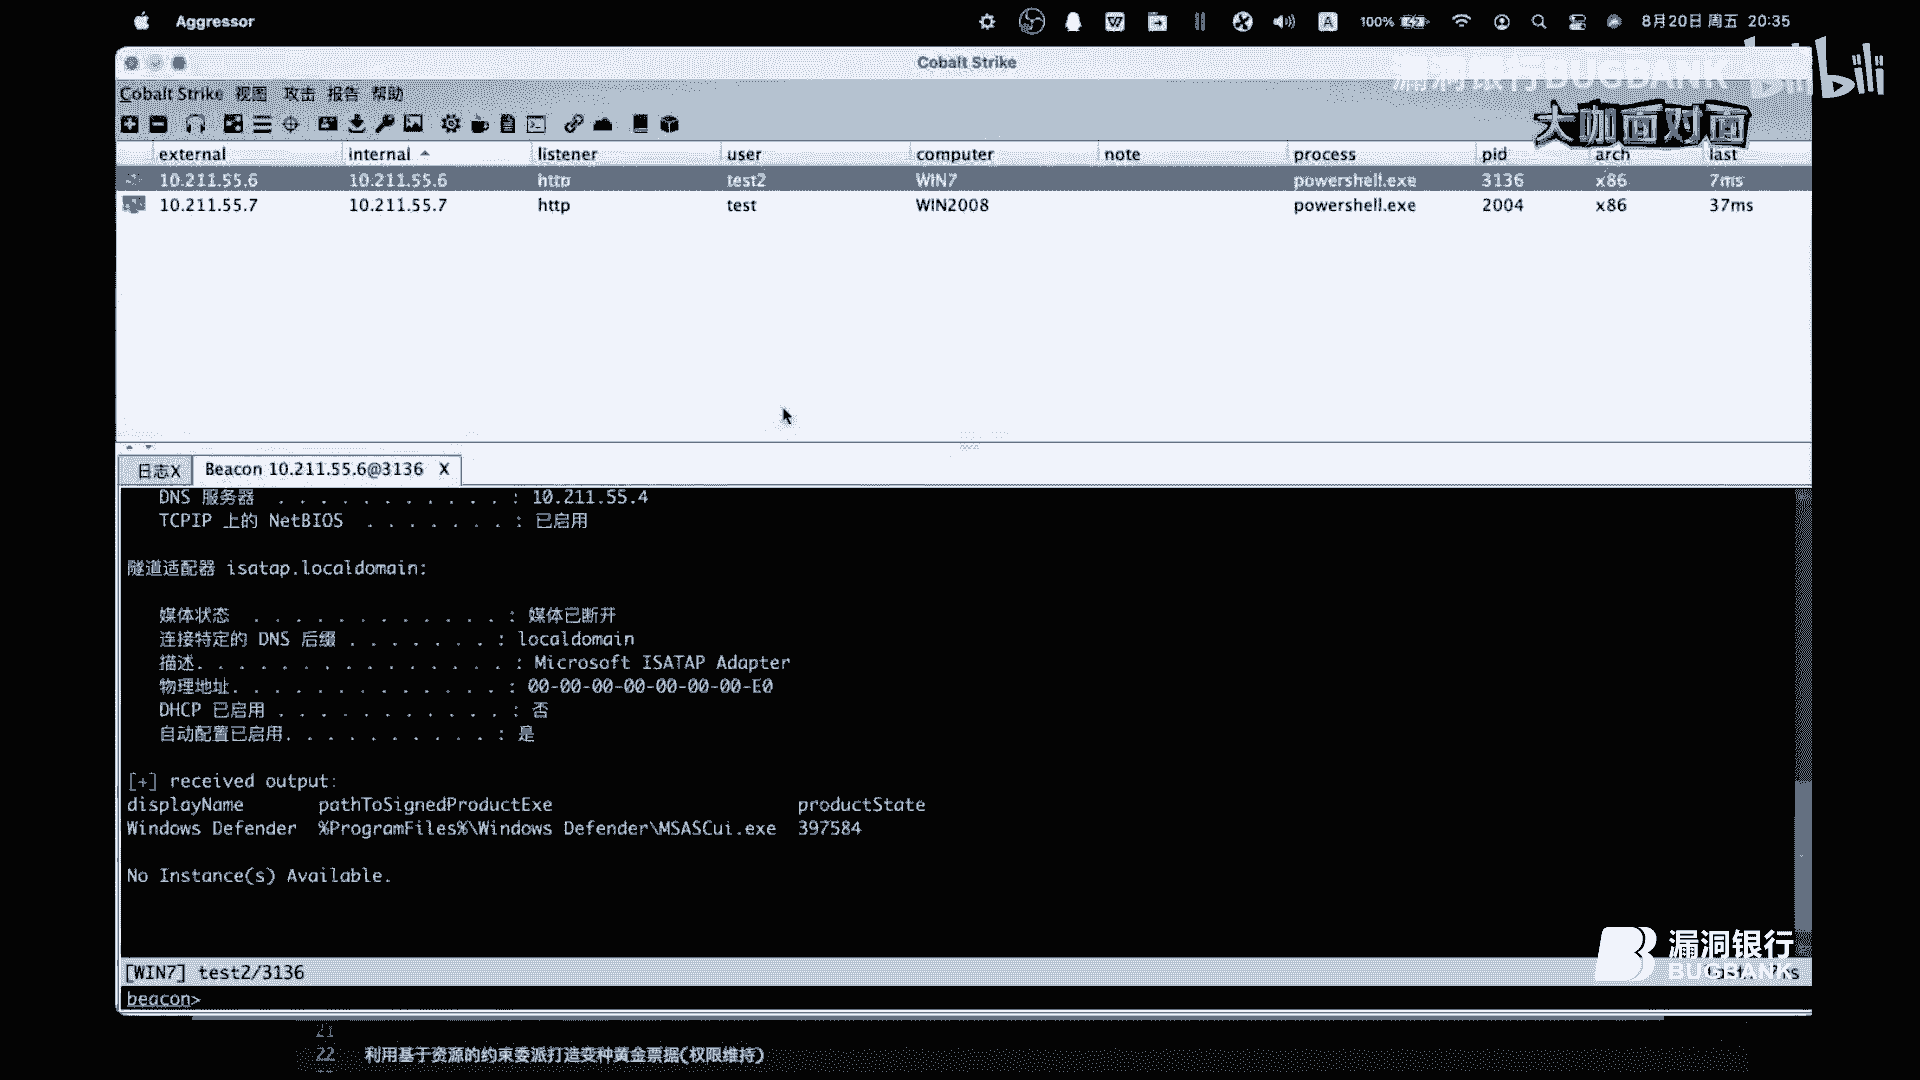 Aggressor
100%
8月20日 周五 20:35
Cobalt Strike
漏洞银行BUGBANK bilibili
Cobalt Strike 视图 攻击 报告 帮助
大咖面对面
external internal listener user computer note process pid arch last
10.211.55.6 10.211.55.6 http test2 WIN7 powershell.exe 3136 x86 7ms
10.211.55.7 10.211.55.7 http test WIN2008 powershell.exe 2004 x86 37ms
日志X Beacon 10.211.55.6@3136 X
DNS 服务器 . . . . . . . . . . . : 10.211.55.4
TCPIP 上的 NetBIOS . . . . . . . : 已启用
隧道适配器 isatap.localdomain:
媒体状态 . . . . . . . . . . . . : 媒体已断开
连接特定的 DNS 后缀 . . . . . . . : localdomain
描述. . . . . . . . . . . . . . . : Microsoft ISATAP Adapter
物理地址. . . . . . . . . . . . . : 00-00-00-00-00-00-00-E0
DHCP 已启用 . . . . . . . . . . . : 否
自动配置已启用. . . . . . . . . . : 是
[+] received output:
displayName pathToSignedProductExe productState
Windows Defender %ProgramFiles%\Windows Defender\MSASCui.exe 397584
No Instance(s) Available.
漏洞银行
BUGBANK
[WIN7] test2/3136
beacon>
21
22 利用基于资源的约束委派打造变种黄金票据(权限维持)